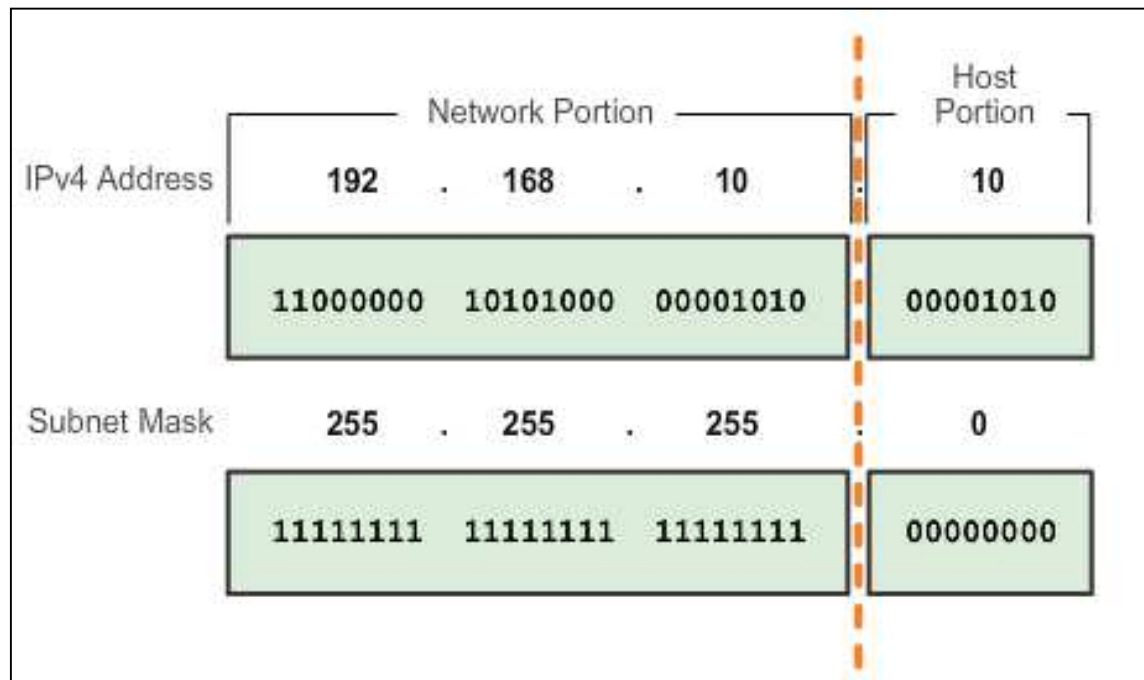 Host
Network Portion Portion
IPv4 Address 192 . 168 . 10 . 10
11000000 10101000 00001010 00001010
Subnet Mask 255 . 255 . 255 . 0
11111111 11111111 11111111 00000000